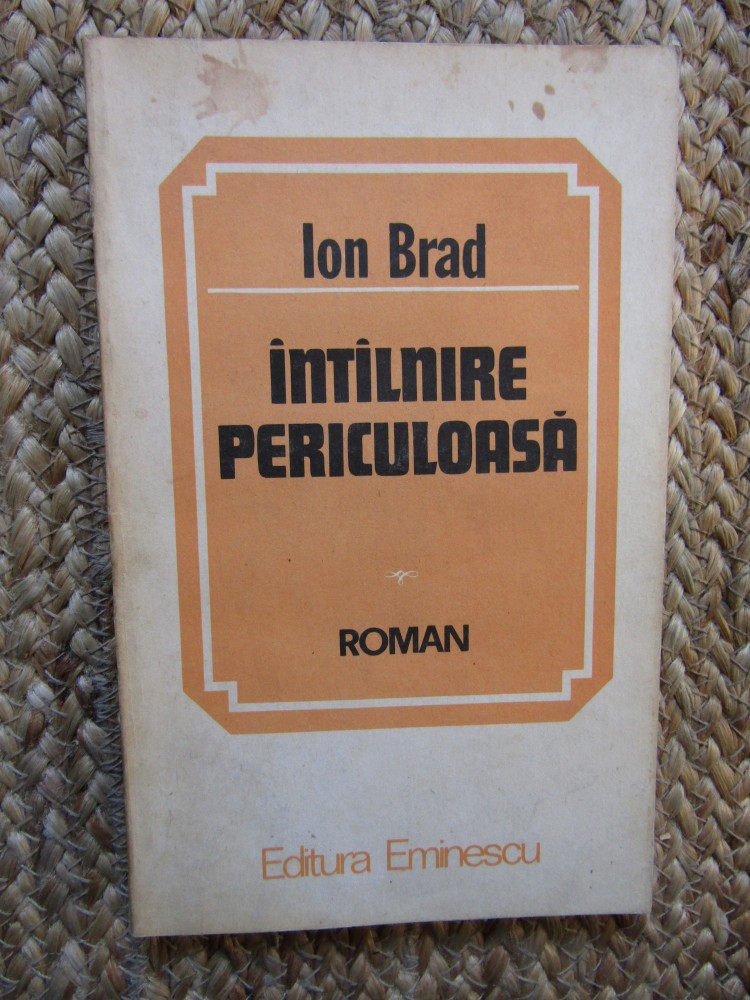 Ion Brad
ÎNTÎLNIRE
PERICULOASĂ
ROMAN
Editura Eminescu